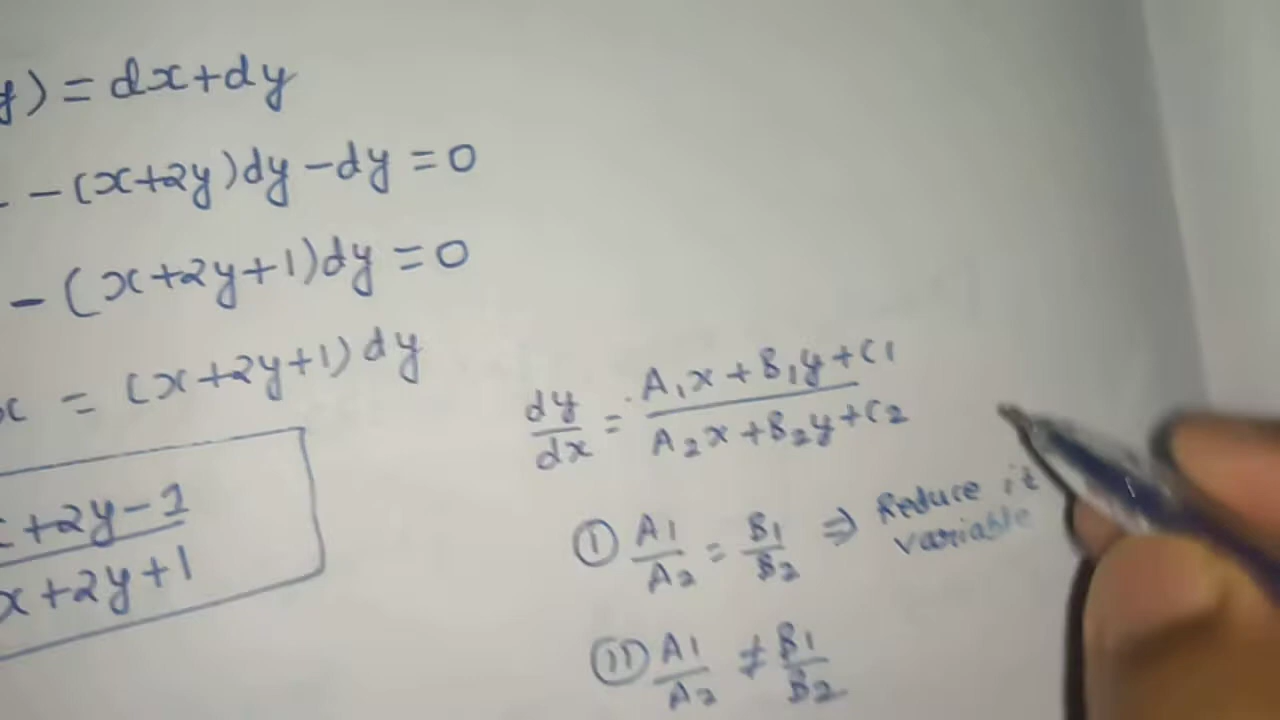 y) = dx+dy
- (x+2y)dy - dy = 0
- (x+2y+1)dy = 0
x = (x+2y+1) dy
x+2y-1
x+2y+1
dy/dx = A₁x + B₁y + C₁ / A₂x + B₂y + C₂
(I) A₁/A₂ = B₁/B₂ ⇒ Reduce it
variable
(II) A₁/A₂ ≠ B₁/B₂